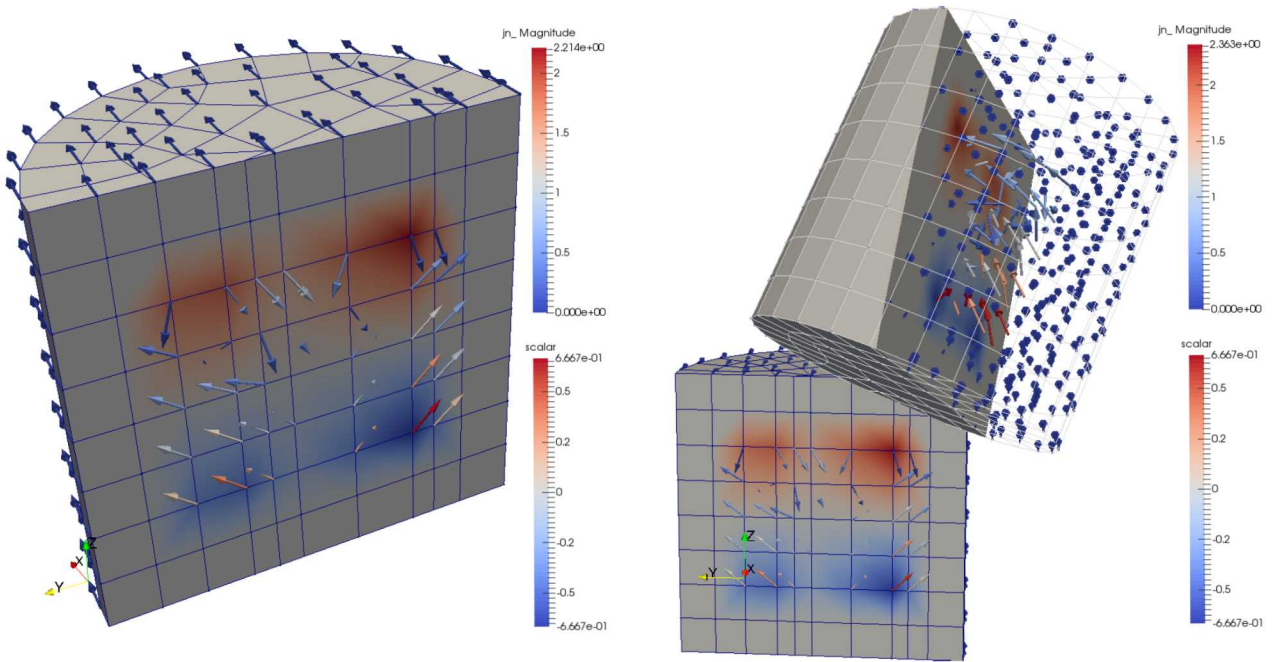 jn_ Magnitude
2.214e+00
2
1.5
1
0.5
0.000e+00
scalar
6.667e-01
0.5
0.2
0
-0.2
-0.5
-6.667e-01
Z
X
Y
jn_ Magnitude
2.363e+00
2
1.5
1
0.5
0.000e+00
scalar
6.667e-01
0.5
0.2
0
-0.2
-0.5
-6.667e-01
Z
Y
X